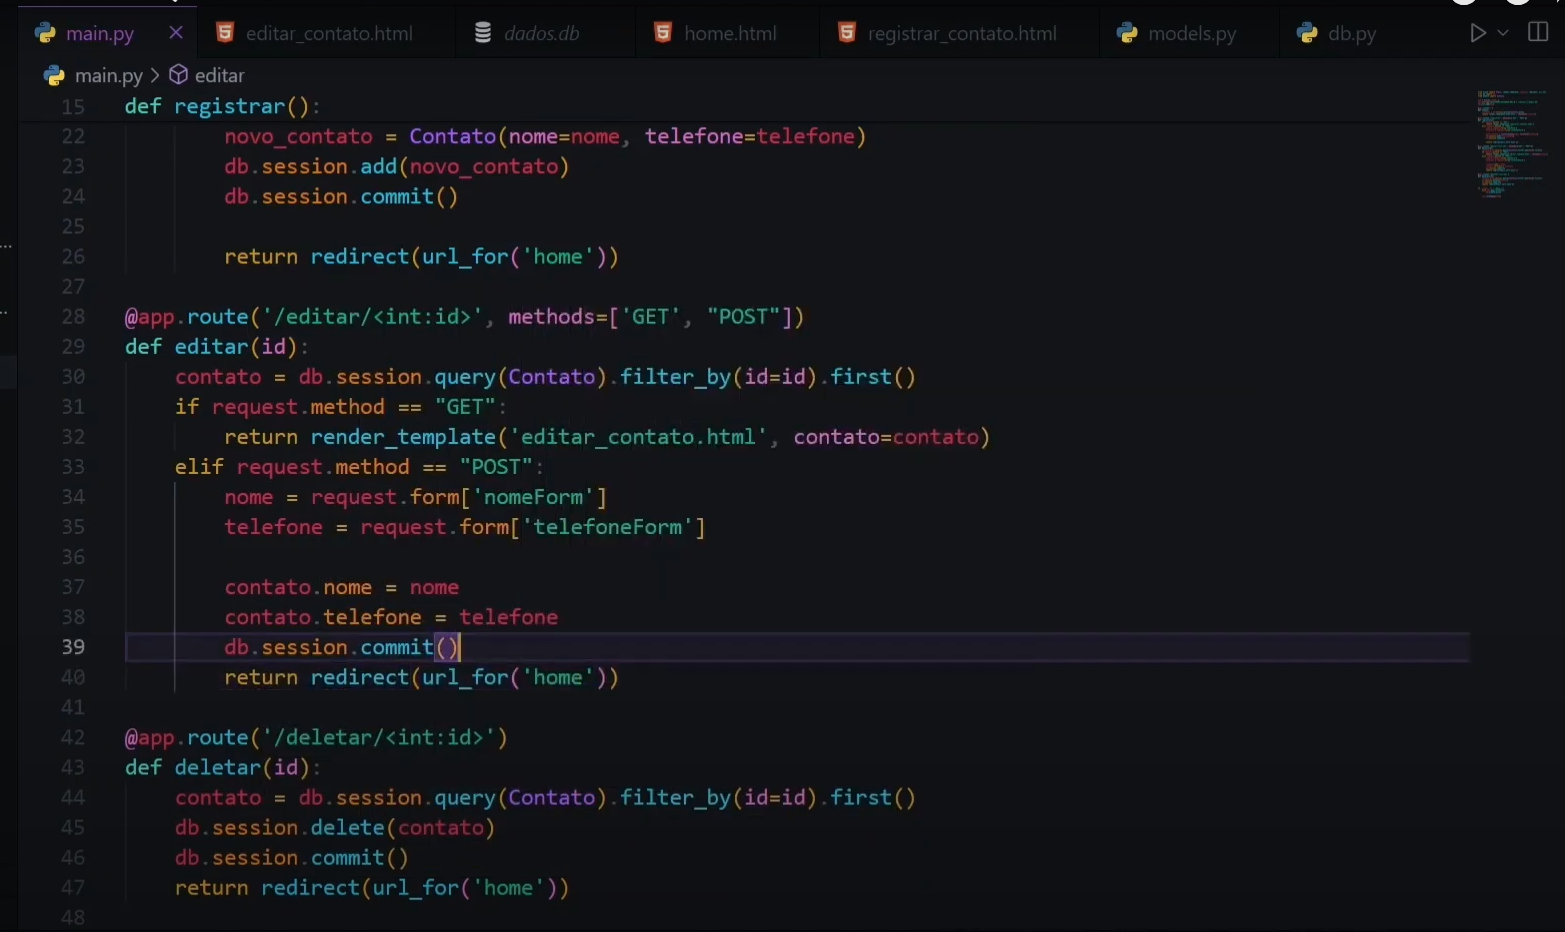 main.py editar_contato.html dados.db home.html registrar_contato.html models.py db.py
main.py > editar
15 def registrar():
22 novo_contato = Contato(nome=nome, telefone=telefone)
23 db.session.add(novo_contato)
24 db.session.commit()
25
26 return redirect(url_for('home'))
27
28 @app.route('/editar/<int:id>', methods=['GET', "POST"])
29 def editar(id):
30 contato = db.session.query(Contato).filter_by(id=id).first()
31 if request.method == "GET":
32 return render_template('editar_contato.html', contato=contato)
33 elif request.method == "POST":
34 nome = request.form['nomeForm']
35 telefone = request.form['telefoneForm']
36
37 contato.nome = nome
38 contato.telefone = telefone
39 db.session.commit()
40 return redirect(url_for('home'))
41
42 @app.route('/deletar/<int:id>')
43 def deletar(id):
44 contato = db.session.query(Contato).filter_by(id=id).first()
45 db.session.delete(contato)
46 db.session.commit()
47 return redirect(url_for('home'))
48